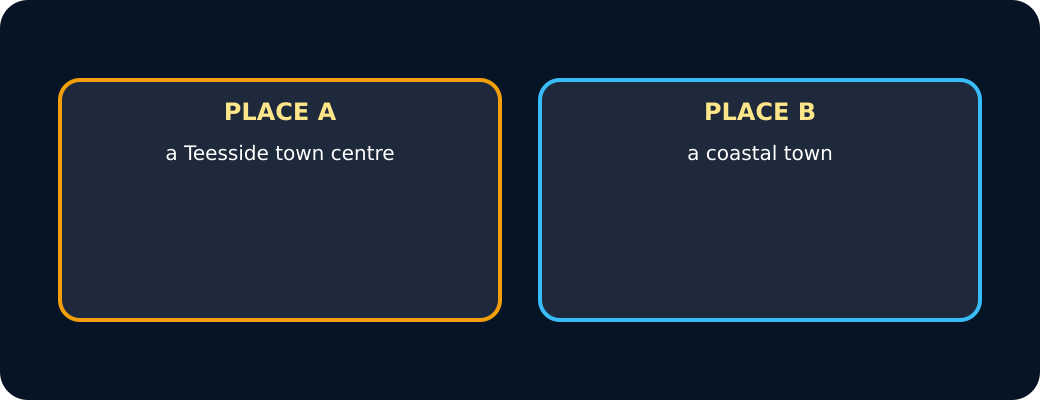 PLACE A
a Teesside town centre
PLACE B
a coastal town